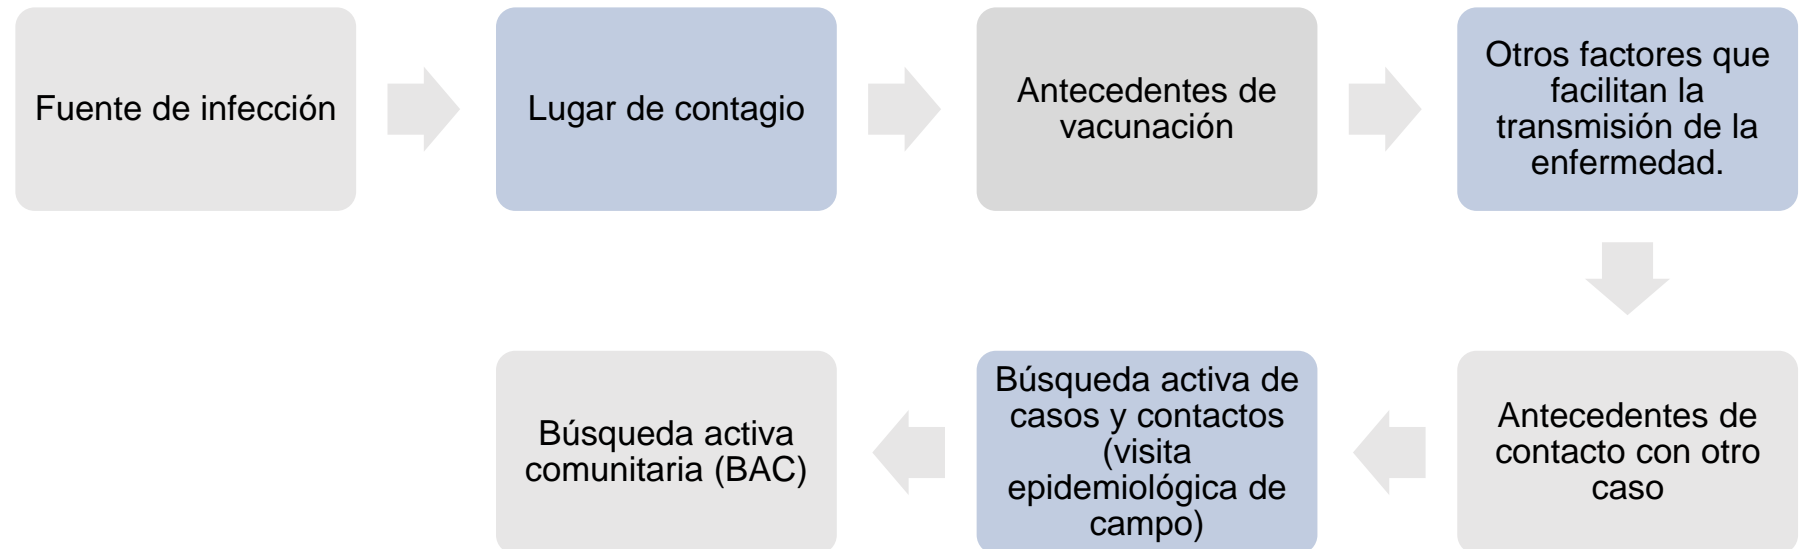 Fuente de infección
Lugar de contagio
Antecedentes de
vacunación
Otros factores que
facilitan la
transmisión de la
enfermedad.
Antecedentes de
contacto con otro
caso
Búsqueda activa de
casos y contactos
(visita
epidemiológica de
campo)
Búsqueda activa
comunitaria (BAC)